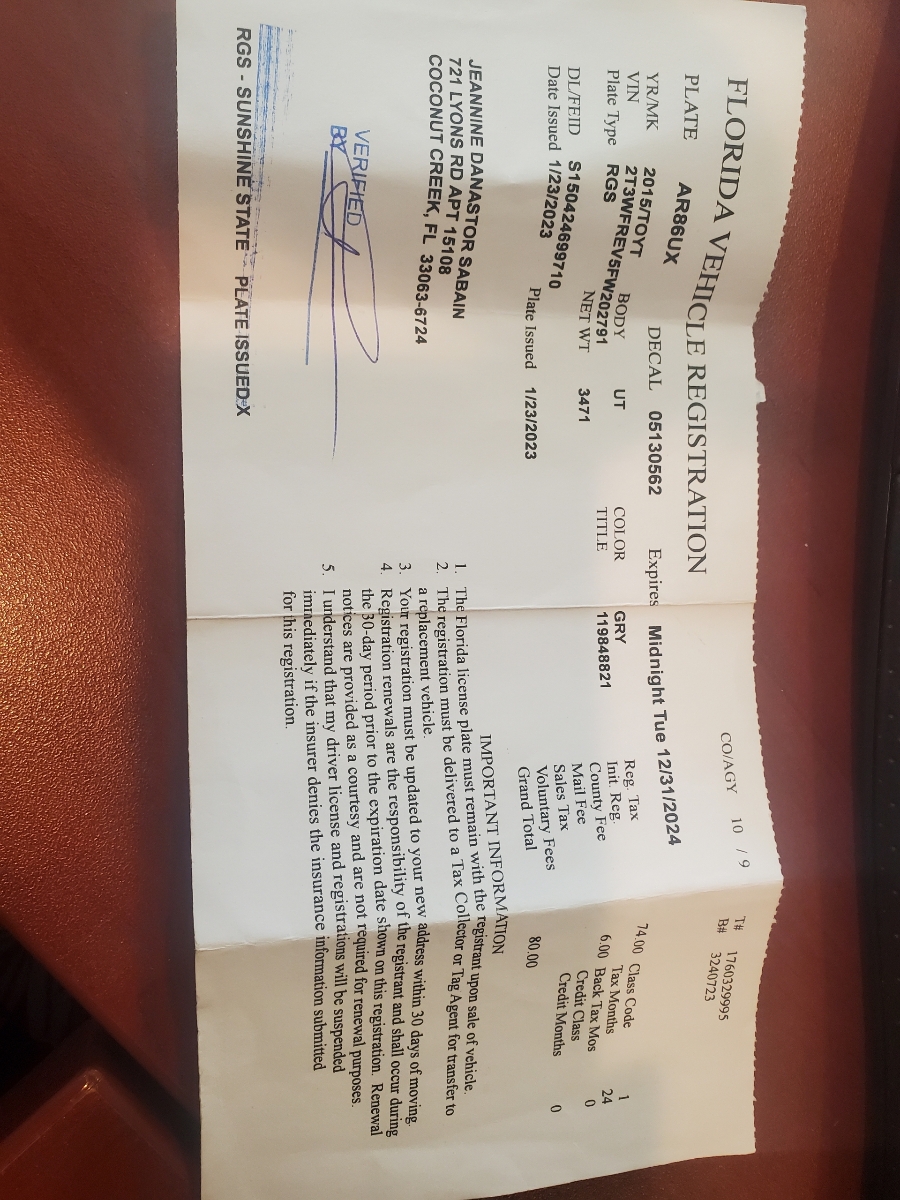 FLORIDA VEHICLE REGISTRATION
CO/AGY 10 / 9
T# 1760329995
B# 3240723
PLATE AR86UX DECAL 05130562 Expires Midnight Tue 12/31/2024
YR/MK 2015/TOYT BODY UT COLOR GRY
VIN 2T3WFREV5FW202791
Plate Type RGS NET WT 3471 TITLE 119848821
DL/FEID S150424699710
Date Issued 1/23/2023 Plate Issued 1/23/2023
Reg. Tax 74.00 Class Code 1
Init. Reg. Tax Months 24
County Fee 6.00 Back Tax Mos 0
Mail Fee Credit Class
Sales Tax Credit Months 0
Voluntary Fees
Grand Total 80.00
JEANNINE DANASTOR SABAIN
721 LYONS RD APT 15108
COCONUT CREEK, FL 33063-6724
VERIFIED
BY
IMPORTANT INFORMATION
1. The Florida license plate must remain with the registrant upon sale of vehicle.
2. The registration must be delivered to a Tax Collector or Tag Agent for transfer to
a replacement vehicle.
3. Your registration must be updated to your new address within 30 days of moving.
4. Registration renewals are the responsibility of the registrant and shall occur during
the 30-day period prior to the expiration date shown on this registration. Renewal
notices are provided as a courtesy and are not required for renewal purposes.
5. I understand that my driver license and registrations will be suspended
immediately if the insurer denies the insurance information submitted
for this registration.
RGS - SUNSHINE STATE PLATE ISSUED X